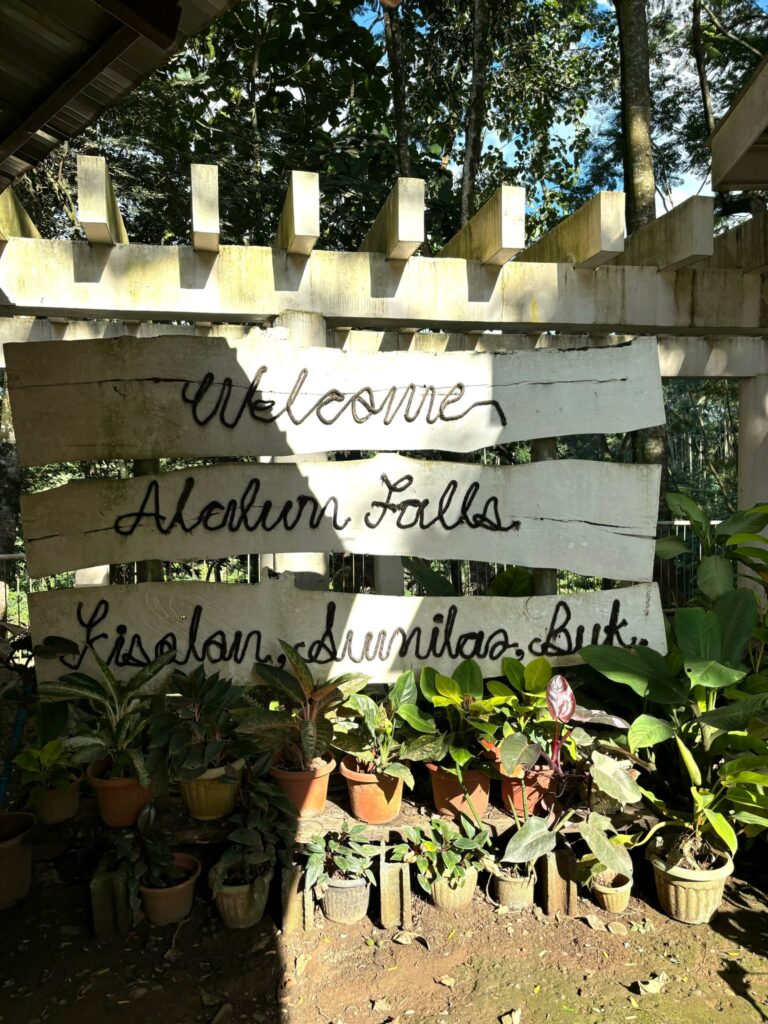 Welcome
Alalum Falls
Kisolon, Sumilao, Buk.